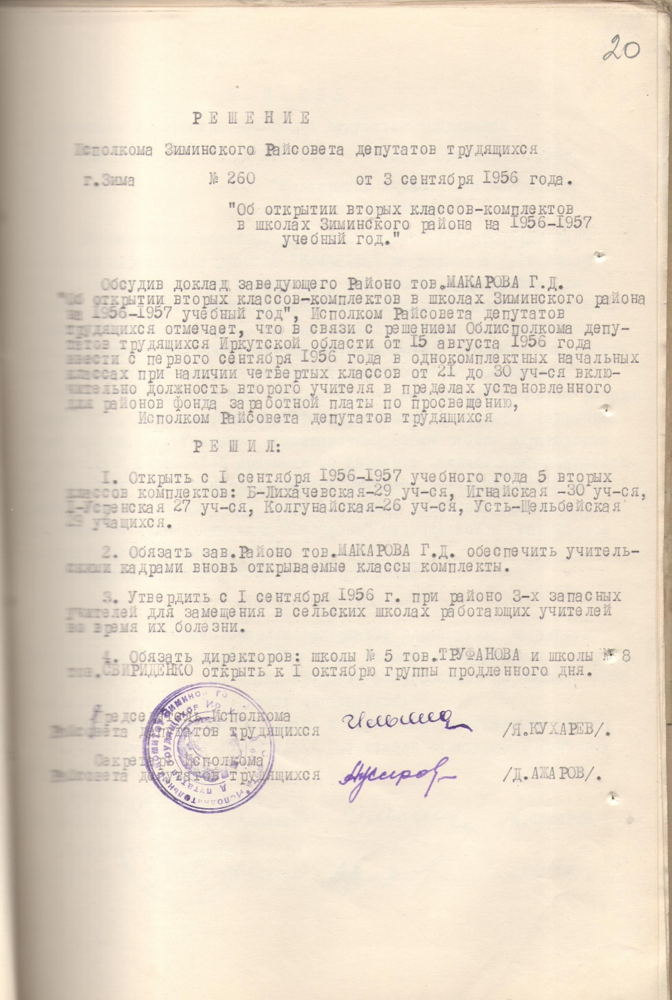 20
РЕШЕНИЕ
Исполкома Зиминского Райсовета депутатов трудящихся
г.Зима № 260 от 3 сентября 1956 года.
"Об открытии вторых классов-комплектов
в школах Зиминского района на 1956-1957
учебный год."
Обсудив доклад заведующего Районо тов.МАКАРОВА Г.Д.
"Об открытии вторых классов-комплектов в школах Зиминского района
на 1956-1957 учебный год", Исполком Райсовета депутатов
трудящихся отмечает, что в связи с решением Облисполкома депу-
татов трудящихся Иркутской области от 15 августа 1956 года
ввести с первого сентября 1956 года в однокомплектных начальных
классах при наличии четвертых классов от 21 до 30 уч-ся вклю-
чительно должность второго учителя в пределах установленного
для районов фонда заработной платы по просвещению,
Исполком Райсовета депутатов трудящихся
РЕШИЛ:
1. Открыть с I сентября 1956-1957 учебного года 5 вторых
классов комплектов: Б-Лихачевская-29 уч-ся, Игнайская -30 уч-ся,
I-Успенская 27 уч-ся, Колгунайская-26 уч-ся, Усть-Щельбейская
29 учащихся.
2. Обязать зав.Районо тов.МАКАРОВА Г.Д. обеспечить учитель-
скими кадрами вновь открываемые классы комплекты.
3. Утвердить с I сентября 1956 г. при районо 3-х запасных
учителей для замещения в сельских школах работающих учителей
во время их болезни.
4. Обязать директоров: школы № 5 тов.ТРУФАНОВА и школы № 8
тов.СВИРИДЕНКО открыть к I октябрю группы продленного дня.
Председатель Исполкома
Райсовета депутатов трудящихся /Я.КУХАРЕВ/.
Секретарь Исполкома
Райсовета депутатов трудящихся /Д.АЖАРОВ/.